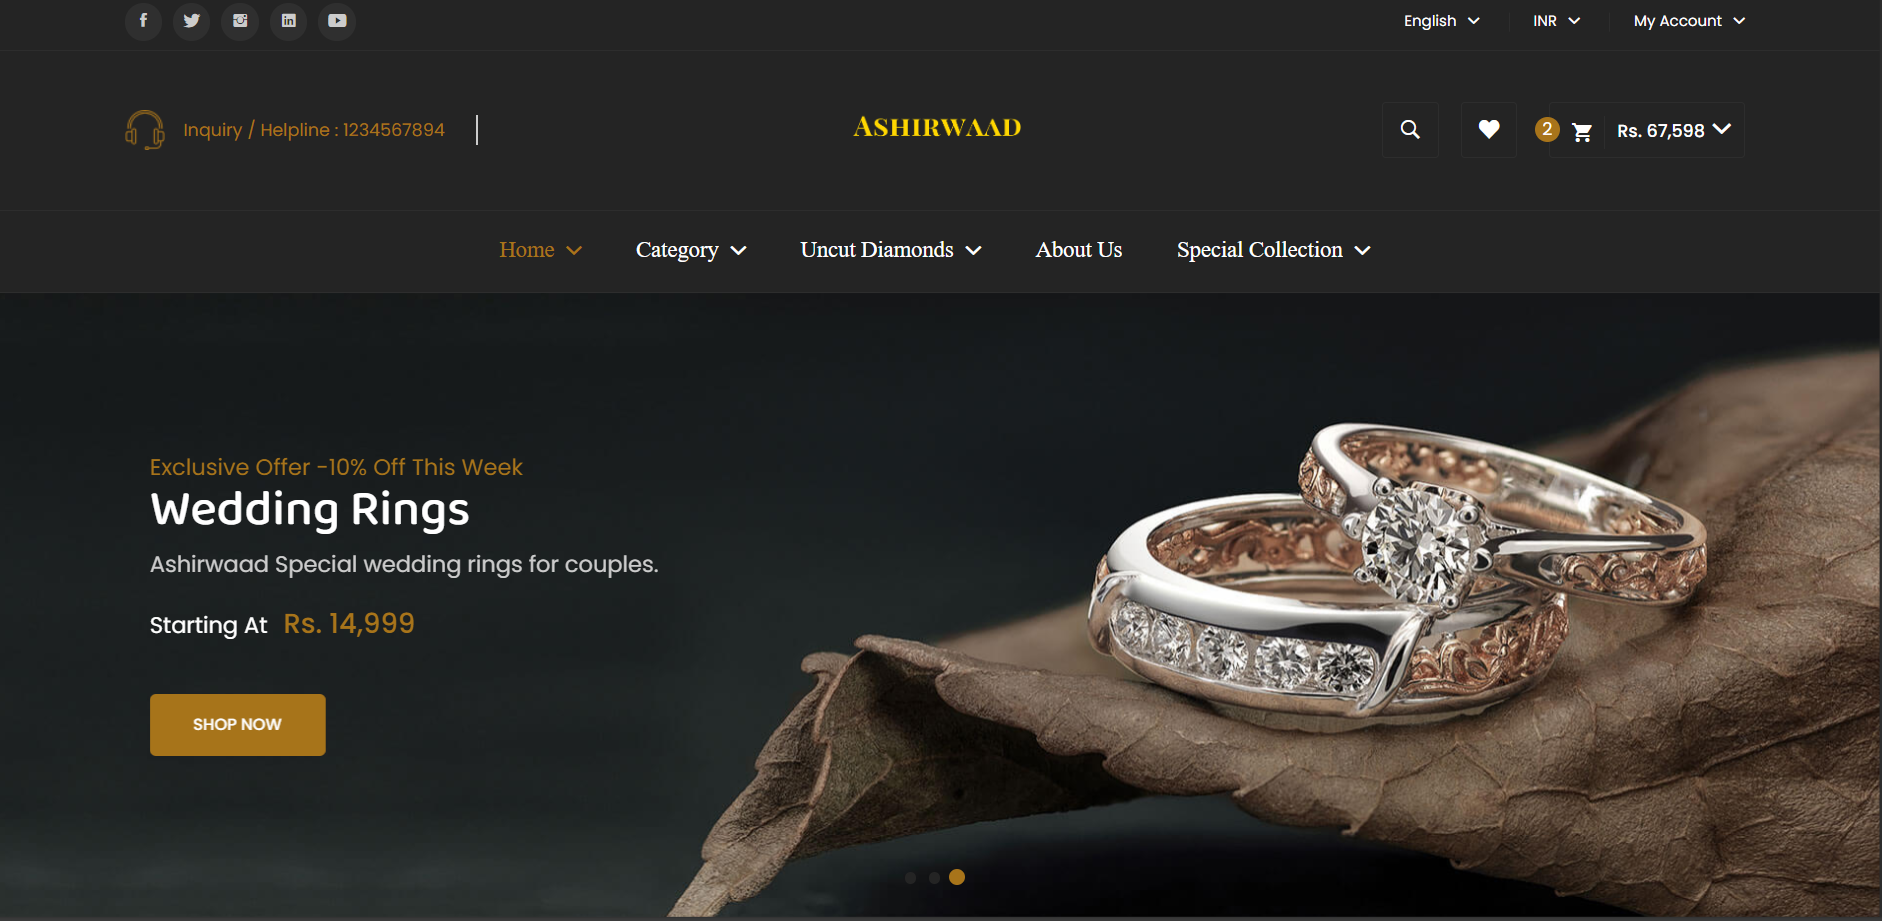 English
INR
My Account
Inquiry / Helpline : 1234567894
ASHIRWAAD
2
Rs. 67,598
Home
Category
Uncut Diamonds
About Us
Special Collection
Exclusive Offer -10% Off This Week
Wedding Rings
Ashirwaad Special wedding rings for couples.
Starting At Rs. 14,999
SHOP NOW